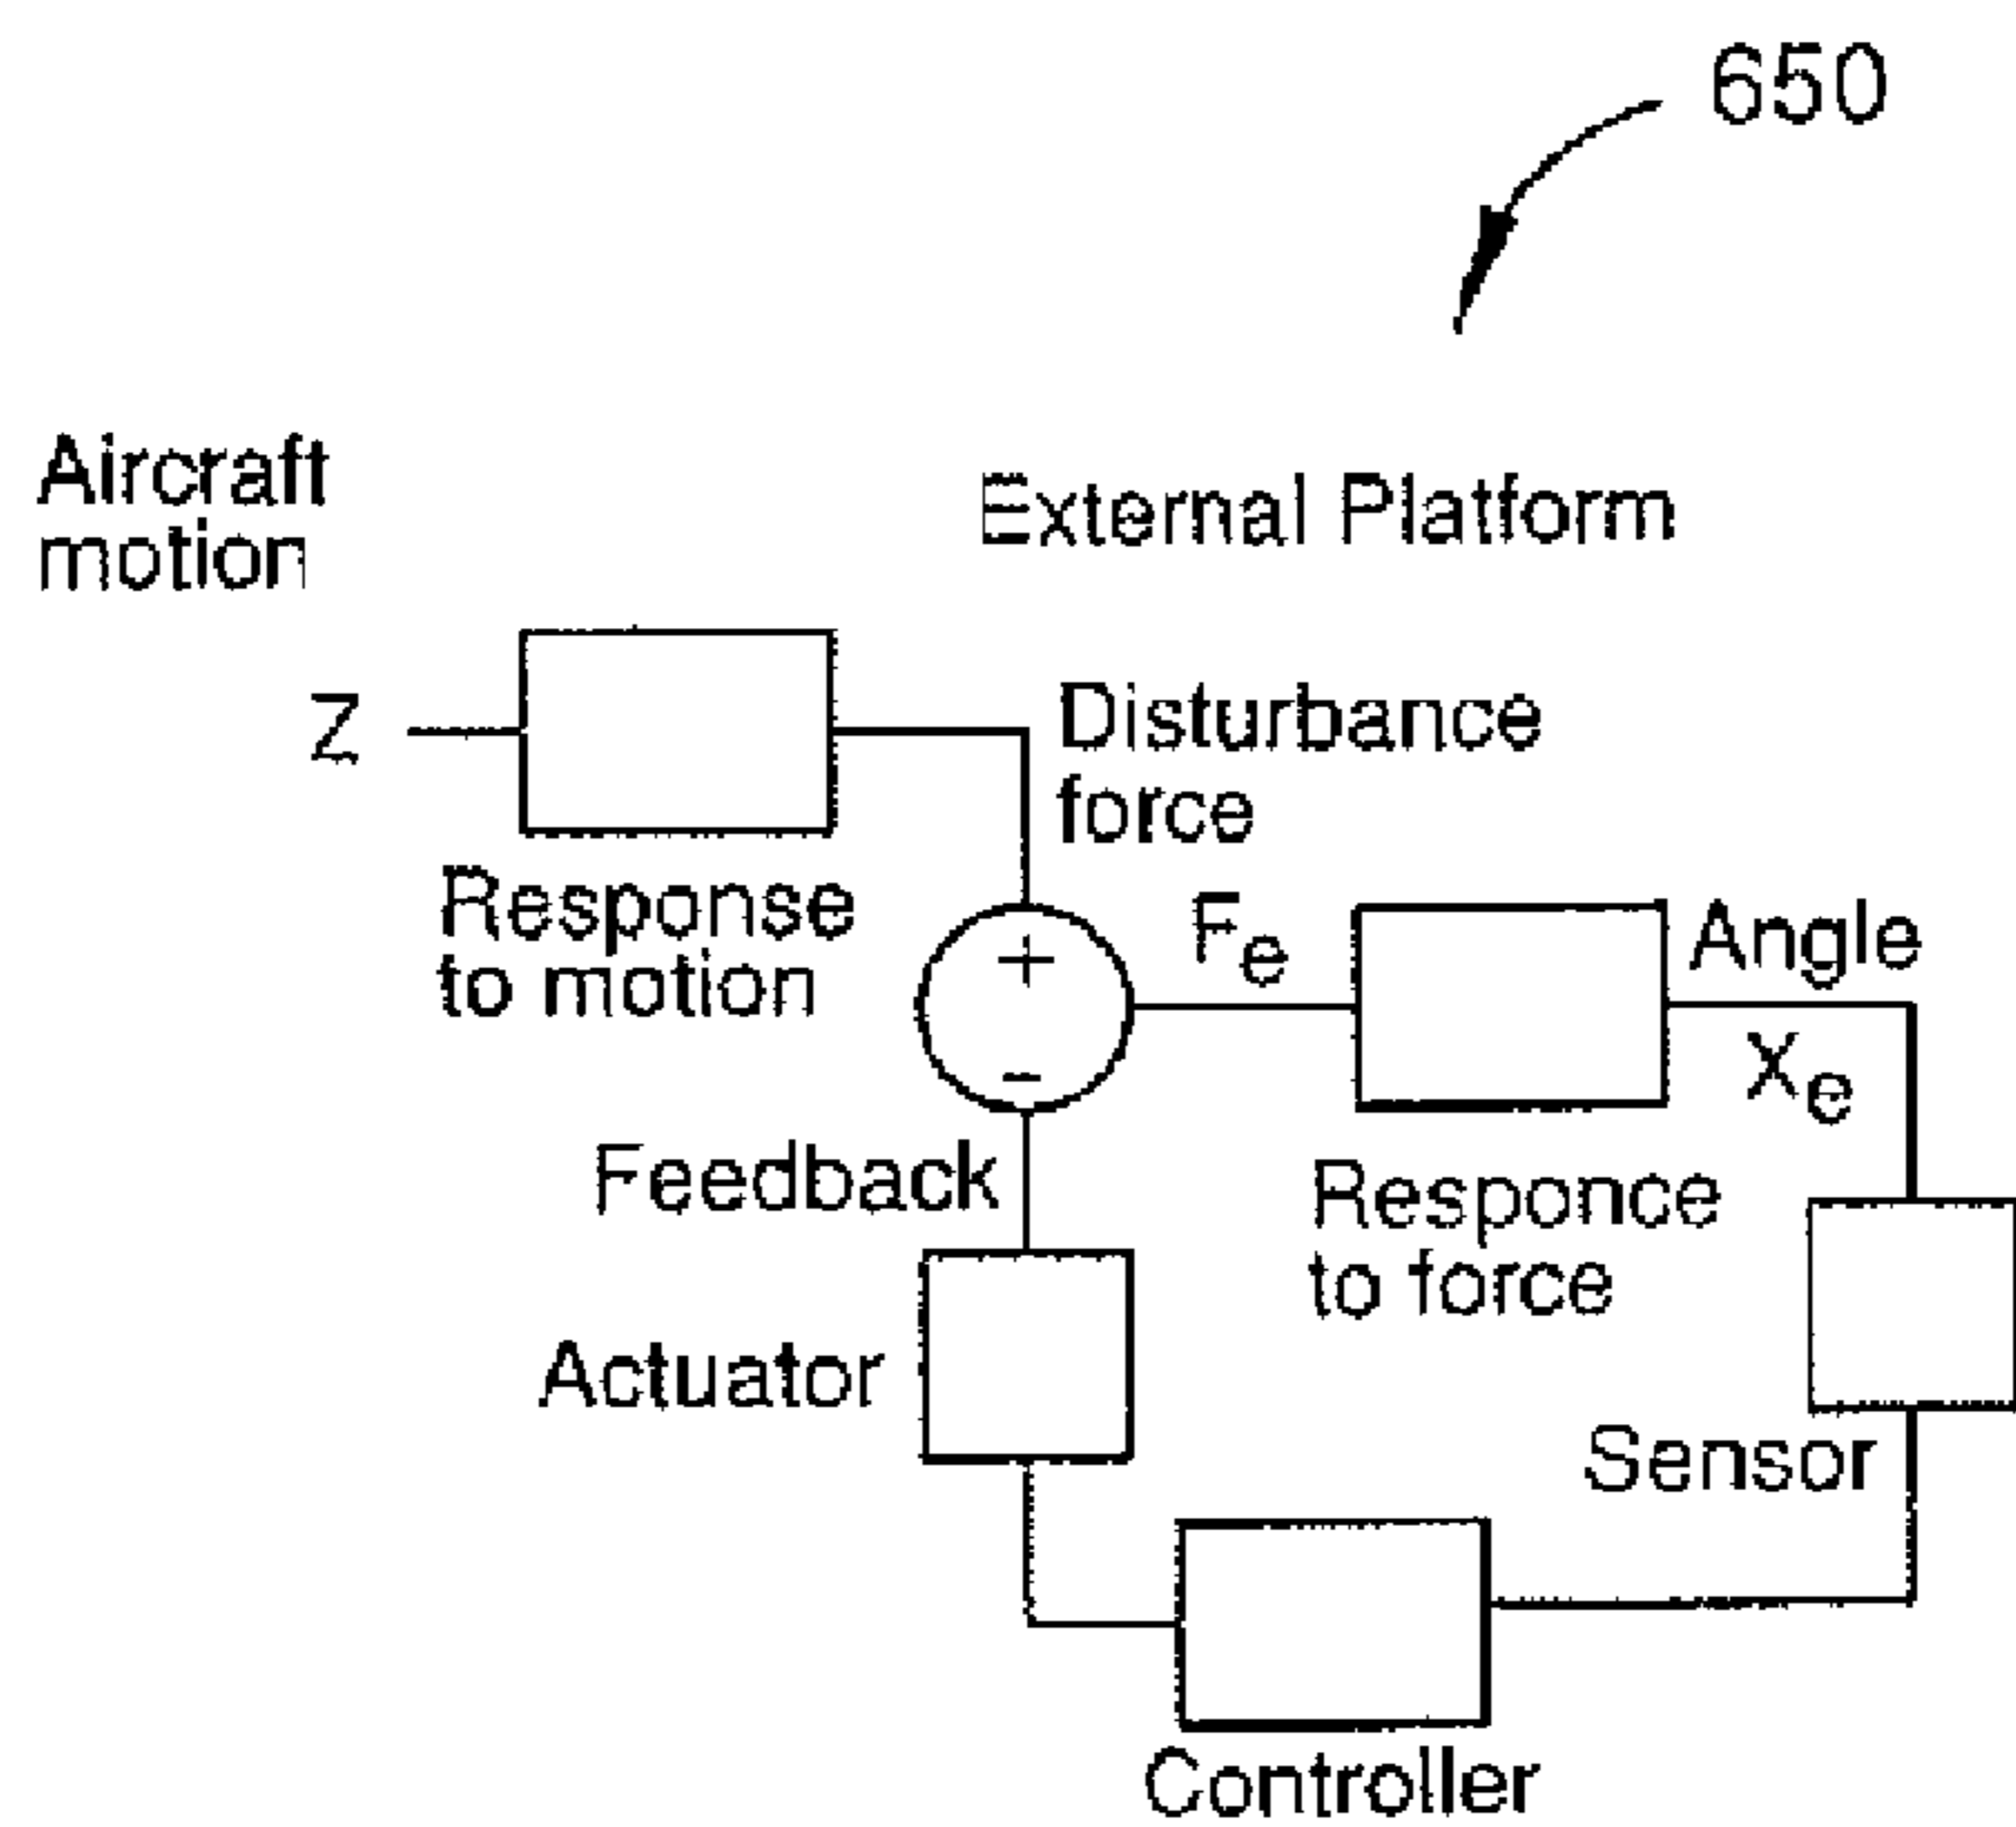 650
Aircraft
motion
External Platform
Z
Disturbance
force
Response
to motion
+
Fe
Angle
Xe
-
Feedback
Responce
to force
Actuator
Sensor
Controller